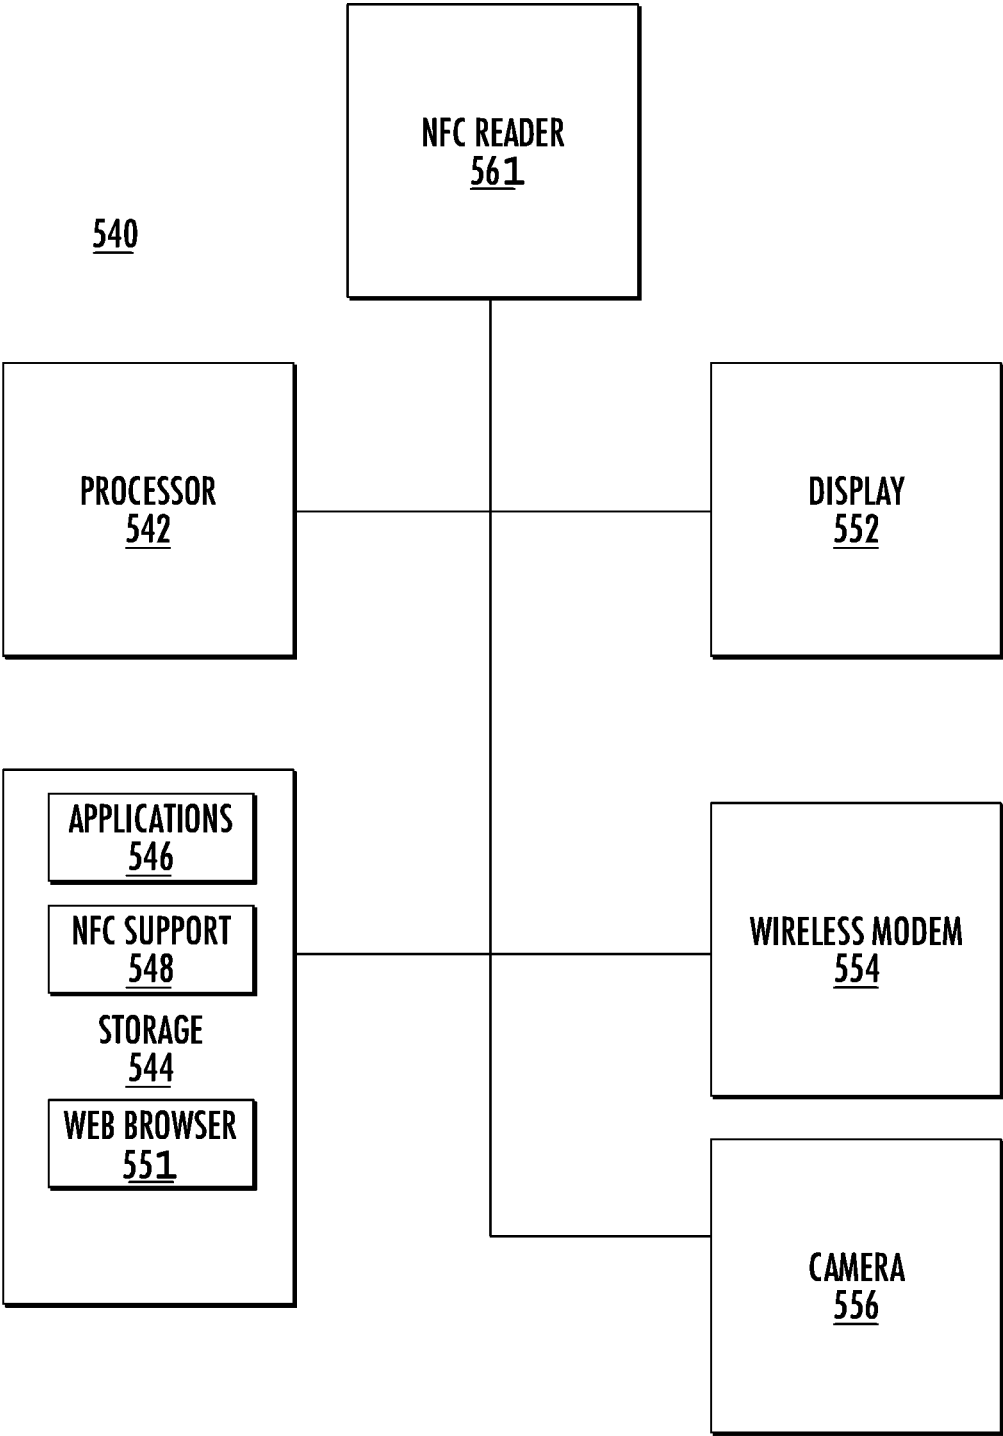 NFC READER
561
540
PROCESSOR
542
DISPLAY
552
APPLICATIONS
546
NFC SUPPORT
548
STORAGE
544
WEB BROWSER
551
WIRELESS MODEM
554
CAMERA
556